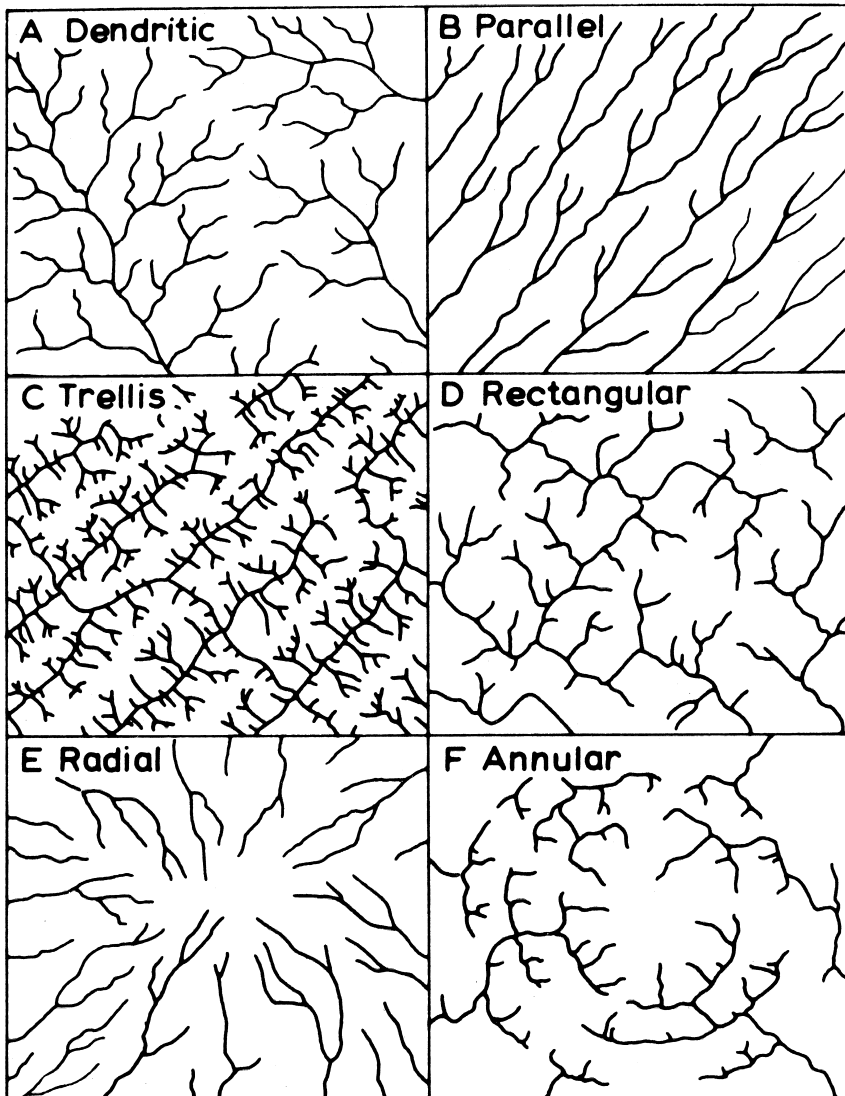 A Dendritic
B Parallel
C Trellis
D Rectangular
E Radial
F Annular